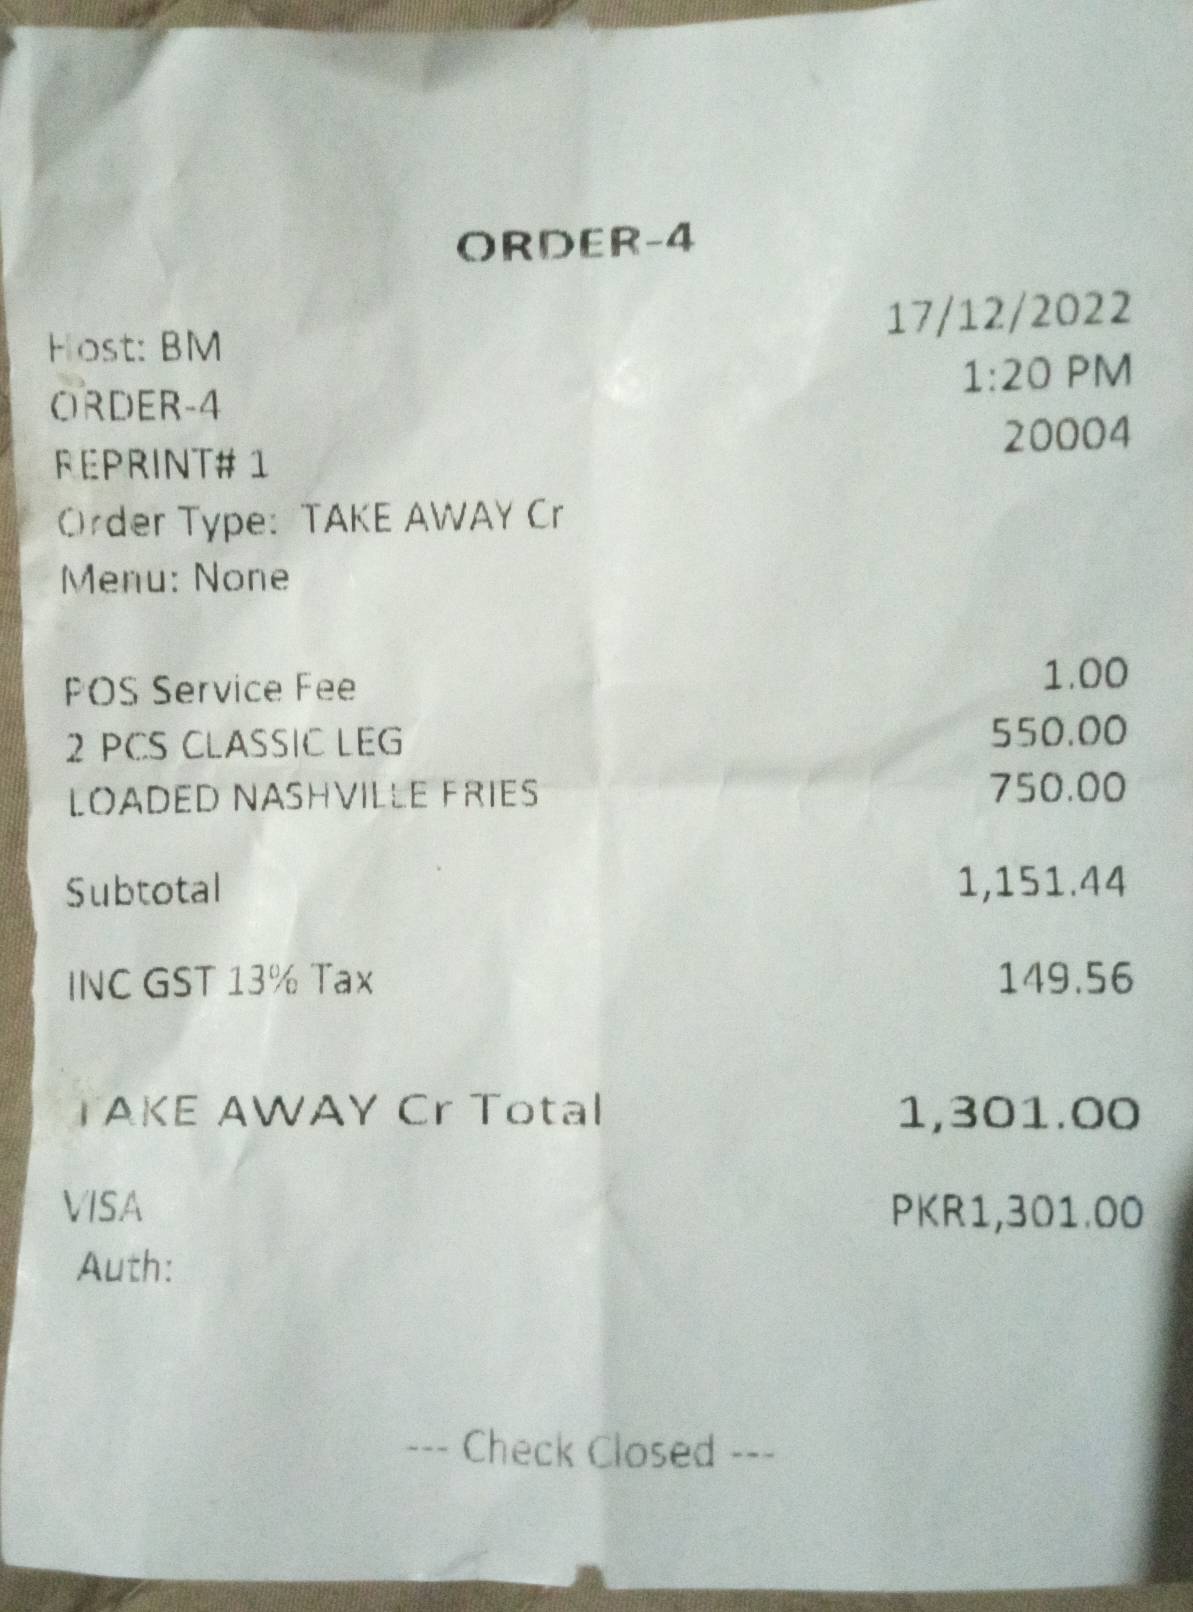 ORDER-4
17/12/2022
Host: BM
1:20 PM
ORDER-4
20004
REPRINT# 1
Order Type: TAKE AWAY Cr
Menu: None
POS Service Fee 1.00
2 PCS CLASSIC LEG 550.00
LOADED NASHVILLE FRIES 750.00
Subtotal 1,151.44
INC GST 13% Tax 149.56
TAKE AWAY Cr Total 1,301.00
VISA PKR1,301.00
Auth:
--- Check Closed ---